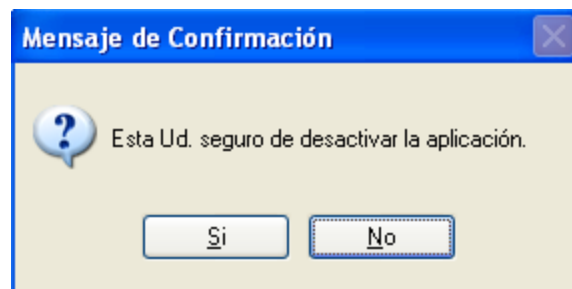 Mensaje de Confirmación
Esta Ud. seguro de desactivar la aplicación.
Si
No